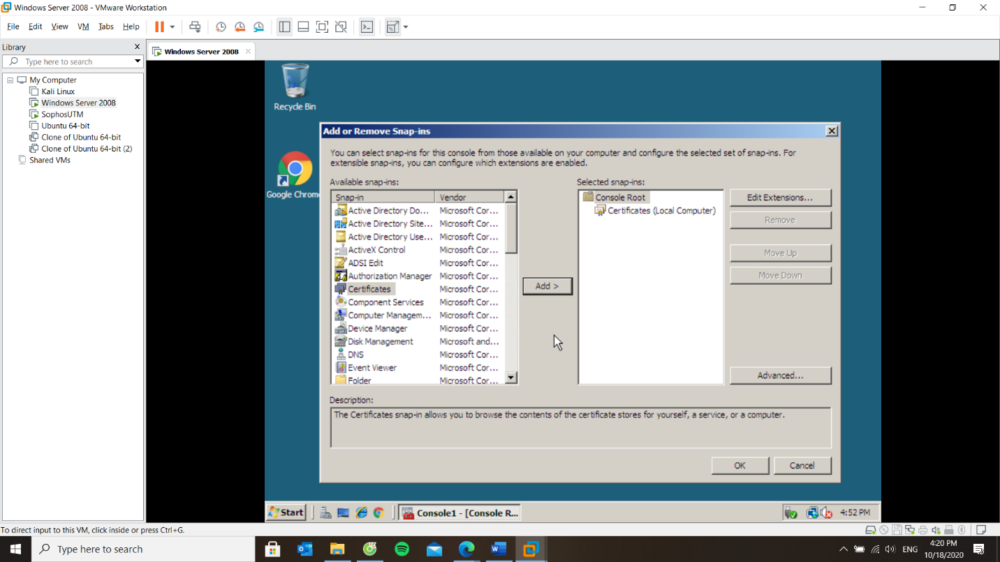 Windows Server 2008 - VMware Workstation
File Edit View VM Tabs Help
Library
Type here to search
My Computer
Kali Linux
Windows Server 2008
SophosUTM
Ubuntu 64-bit
Clone of Ubuntu 64-bit
Clone of Ubuntu 64-bit (2)
Shared VMs
Windows Server 2008
Recycle Bin
Google Chrom
Add or Remove Snap-ins
You can select snap-ins for this console from those available on your computer and configure the selected set of snap-ins. For
extensible snap-ins, you can configure which extensions are enabled.
Available snap-ins:
Snap-in Vendor
Active Directory Do... Microsoft Cor...
Active Directory Site... Microsoft Cor...
Active Directory Use... Microsoft Cor...
ActiveX Control Microsoft Cor...
ADSI Edit Microsoft Cor...
Authorization Manager Microsoft Cor...
Certificates Microsoft Cor...
Component Services Microsoft Cor...
Computer Managem... Microsoft Cor...
Device Manager Microsoft Cor...
Disk Management Microsoft and...
DNS Microsoft Cor...
Event Viewer Microsoft Cor...
Folder Microsoft Cor...
Add >
Selected snap-ins:
Console Root
Certificates (Local Computer)
Edit Extensions...
Remove
Move Up
Move Down
Advanced...
Description:
The Certificates snap-in allows you to browse the contents of the certificate stores for yourself, a service, or a computer.
OK Cancel
Start Console1 - [Console R... 4:52 PM
To direct input to this VM, click inside or press Ctrl+G.
Type here to search
ENG
4:20 PM
10/18/2020